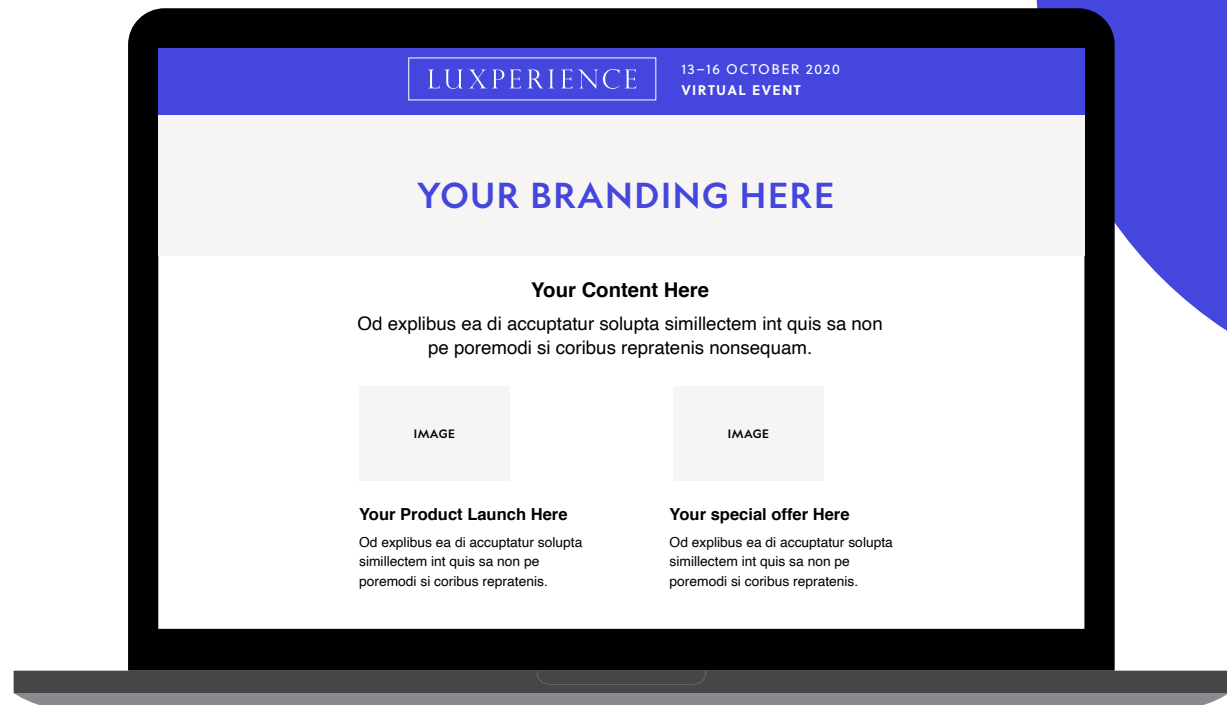 LUXPERIENCE
13–16 OCTOBER 2020
VIRTUAL EVENT
YOUR BRANDING HERE
Your Content Here
Od explibus ea di accuptatur solupta simillectem int quis sa non
pe poremodi si coribus repratenis nonsequam.
IMAGE
IMAGE
Your Product Launch Here
Od explibus ea di accuptatur solupta
simillectem int quis sa non pe
poremodi si coribus repratenis.
Your special offer Here
Od explibus ea di accuptatur solupta
simillectem int quis sa non pe
poremodi si coribus repratenis.